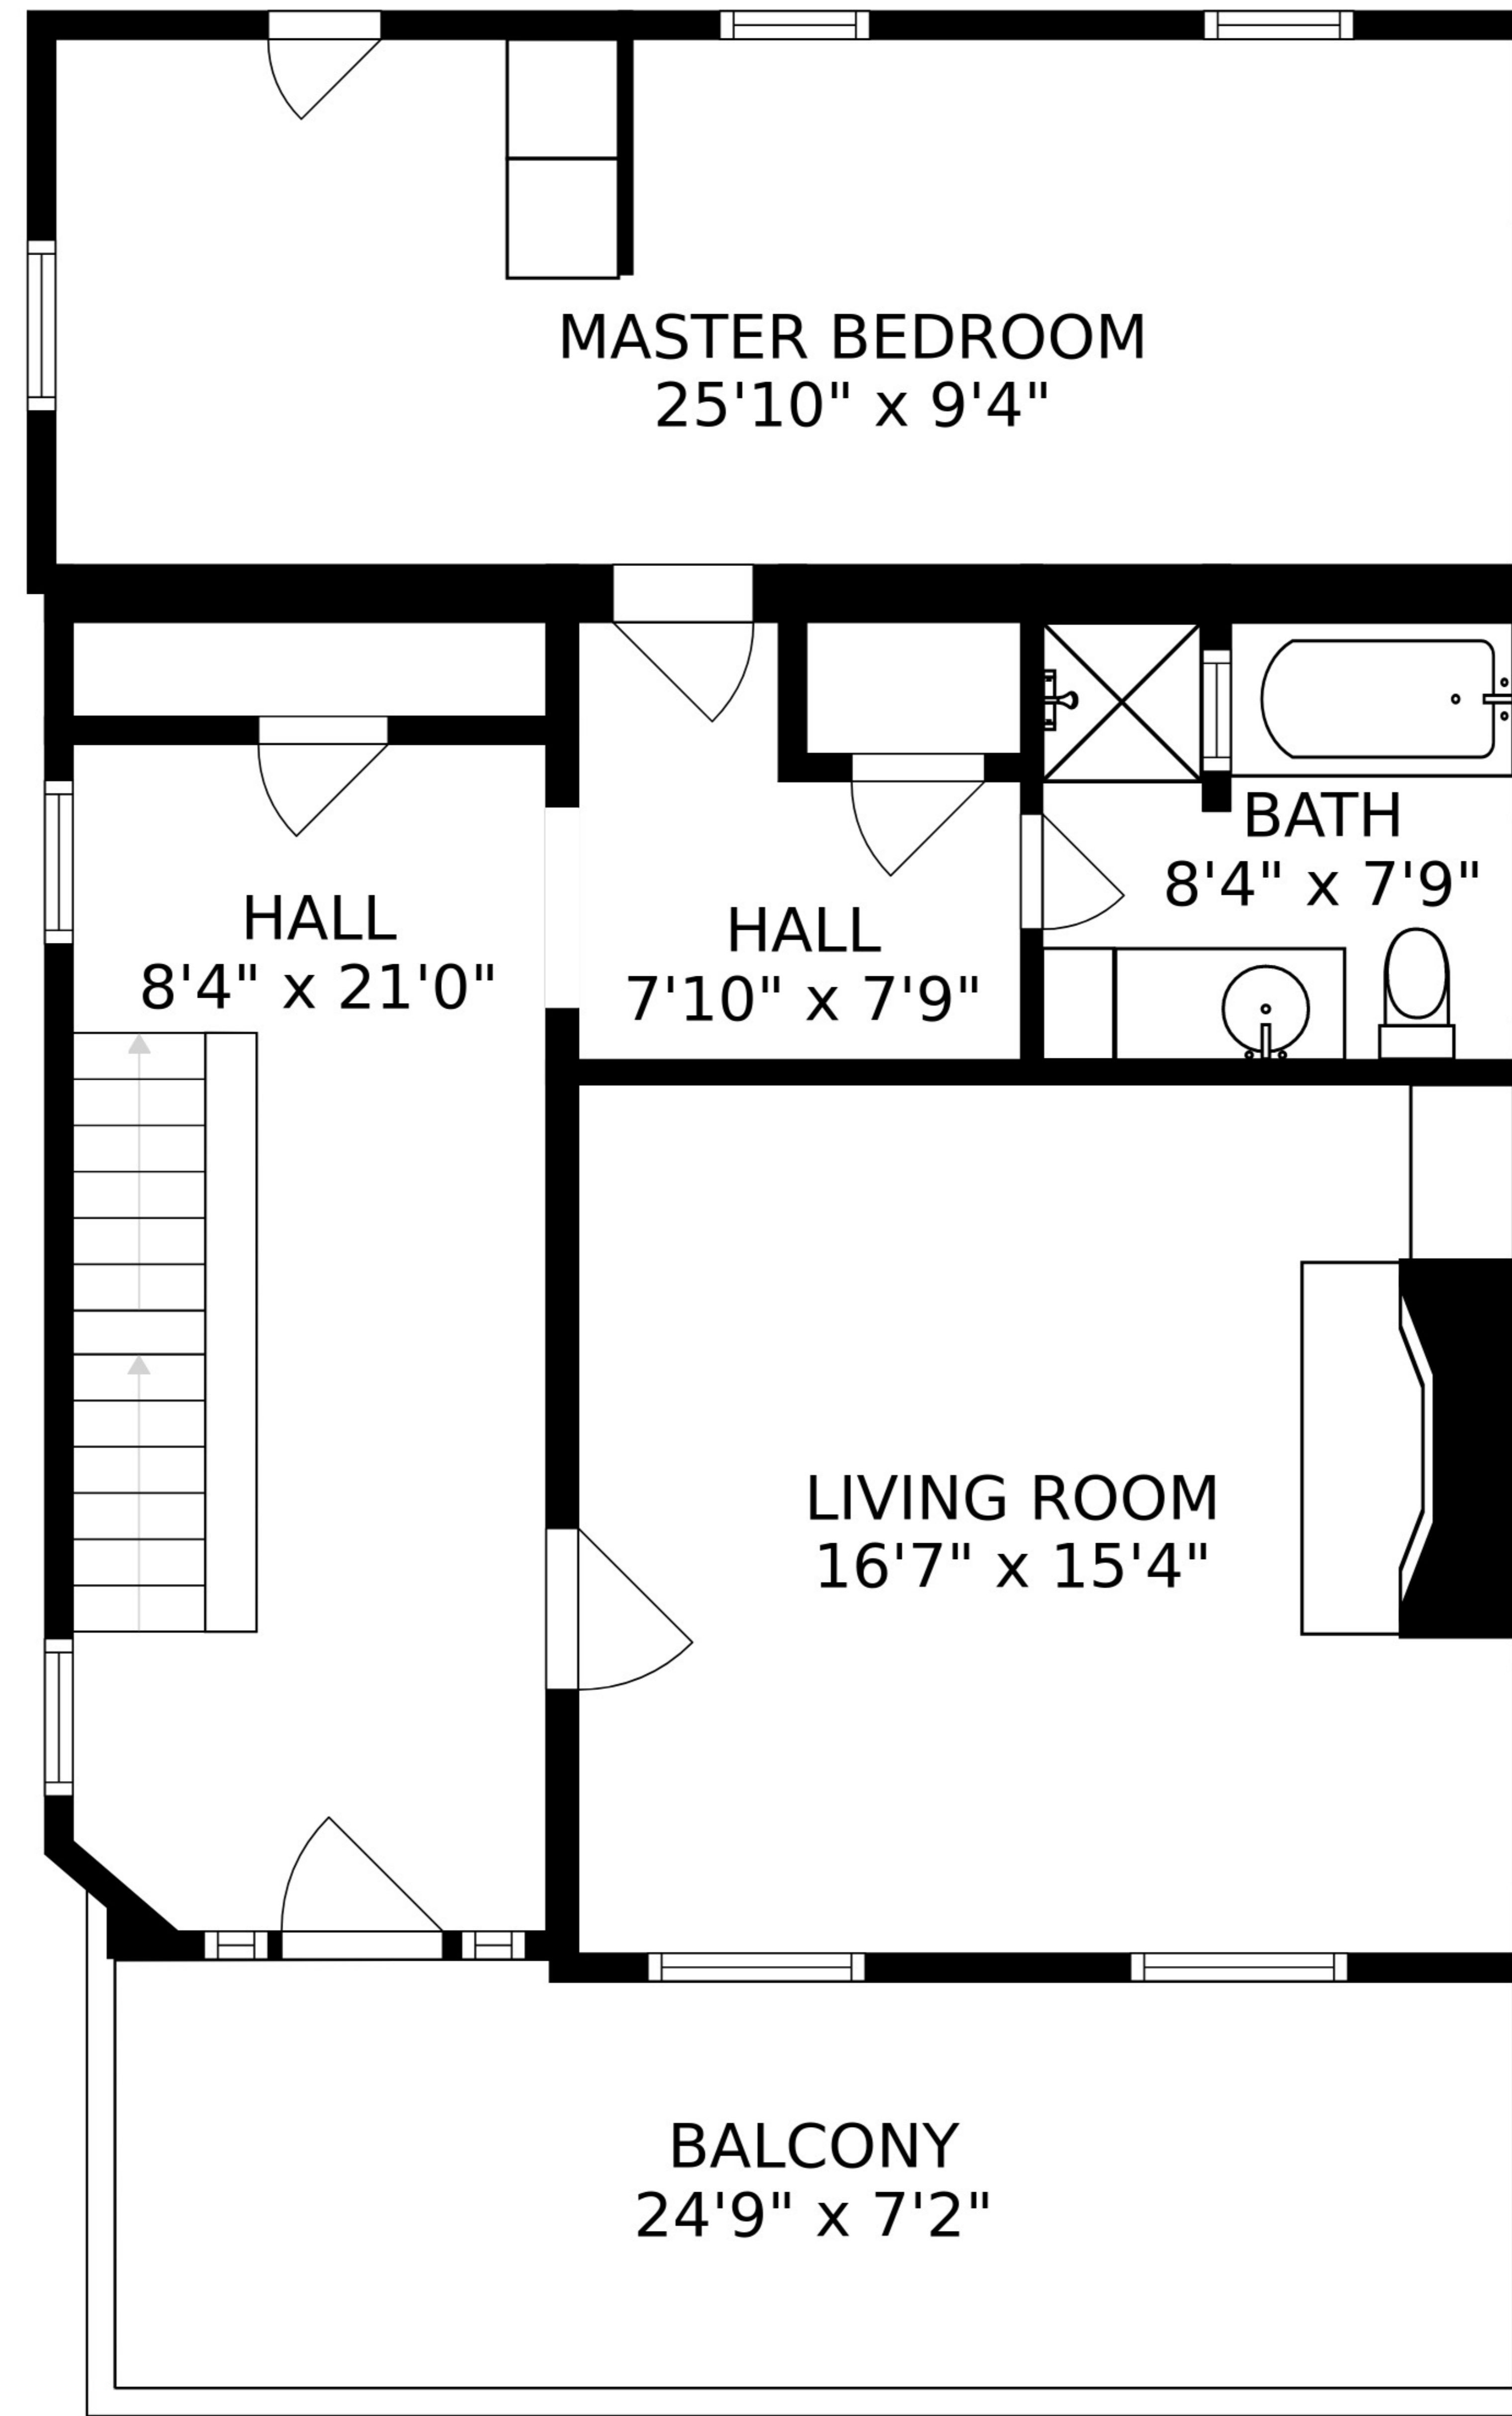 MASTER BEDROOM
25'10" x 9'4"
BATH
8'4" x 7'9"
HALL
8'4" x 21'0"
HALL
7'10" x 7'9"
LIVING ROOM
16'7" x 15'4"
BALCONY
24'9" x 7'2"